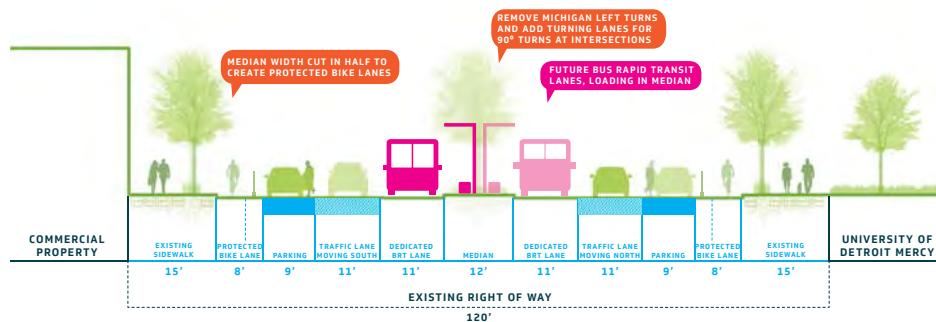 REMOVE MICHIGAN LEFT TURNS
AND ADD TURNING LANES FOR
90° TURNS AT INTERSECTIONS
MEDIAN WIDTH CUT IN HALF TO
CREATE PROTECTED BIKE LANES
FUTURE BUS RAPID TRANSIT
LANES, LOADING IN MEDIAN
COMMERCIAL
PROPERTY
EXISTING
SIDEWALK
15'
PROTECTED
BIKE LANE
8'
PARKING
9'
TRAFFIC LANE
MOVING SOUTH
11'
DEDICATED
BRT LANE
11'
MEDIAN
12'
DEDICATED
BRT LANE
11'
TRAFFIC LANE
MOVING NORTH
11'
PARKING
9'
PROTECTED
BIKE LANE
8'
EXISTING
SIDEWALK
15'
UNIVERSITY OF
DETROIT MERCY
EXISTING RIGHT OF WAY
120'